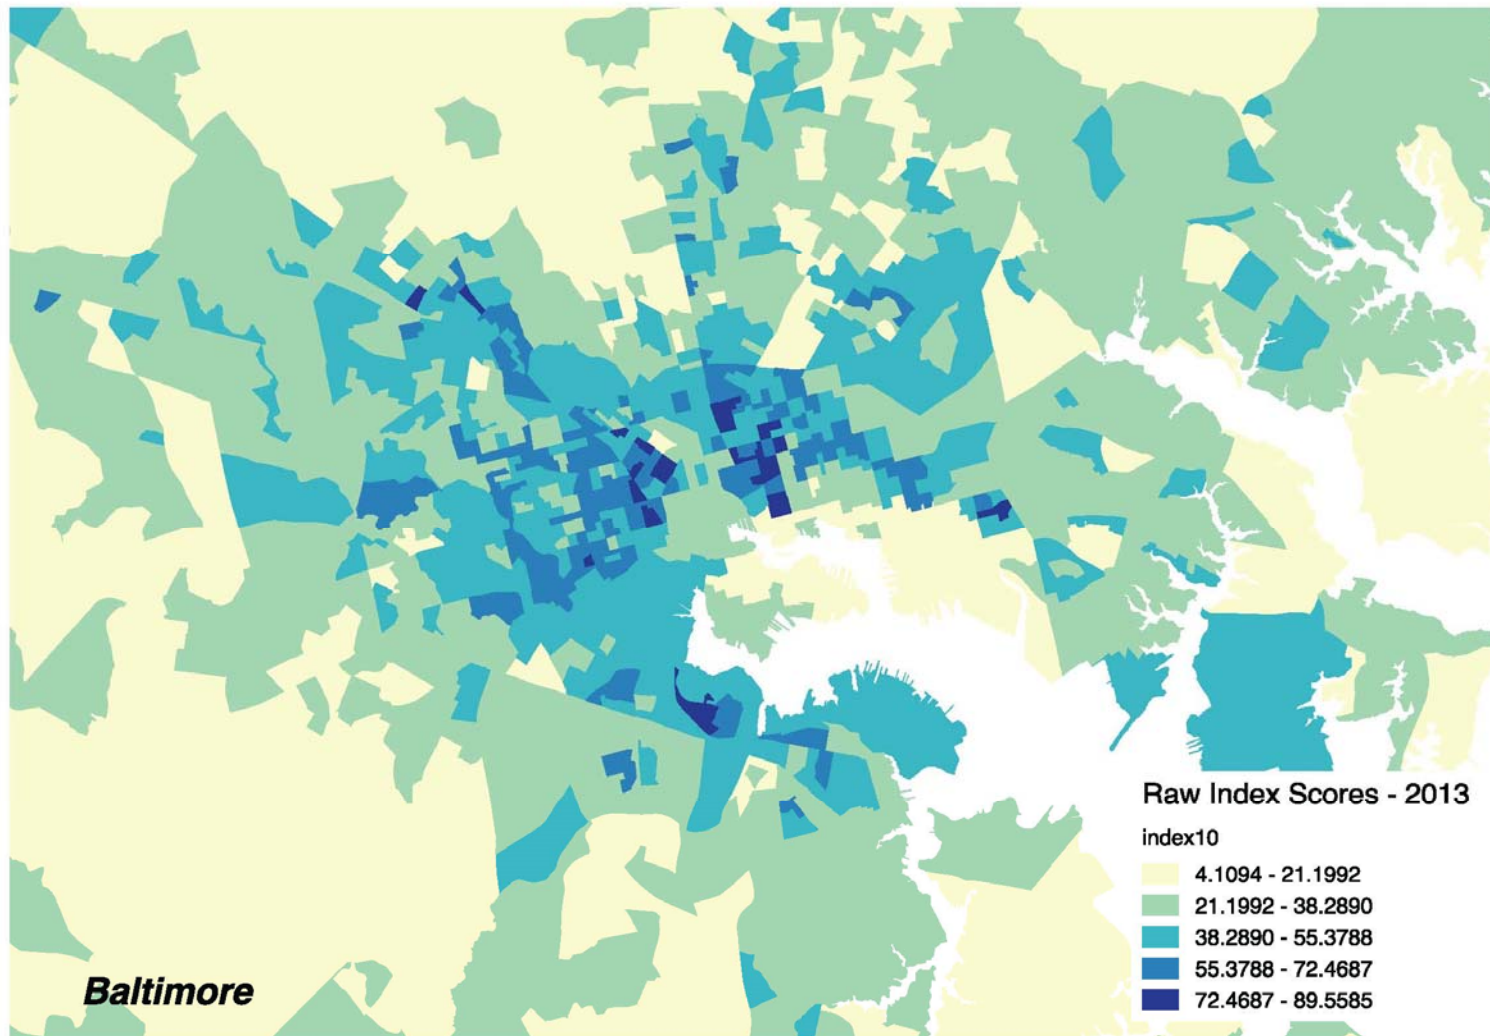 Raw Index Scores - 2013
index10
4.1094 - 21.1992
21.1992 - 38.2890
38.2890 - 55.3788
55.3788 - 72.4687
72.4687 - 89.5585
Baltimore